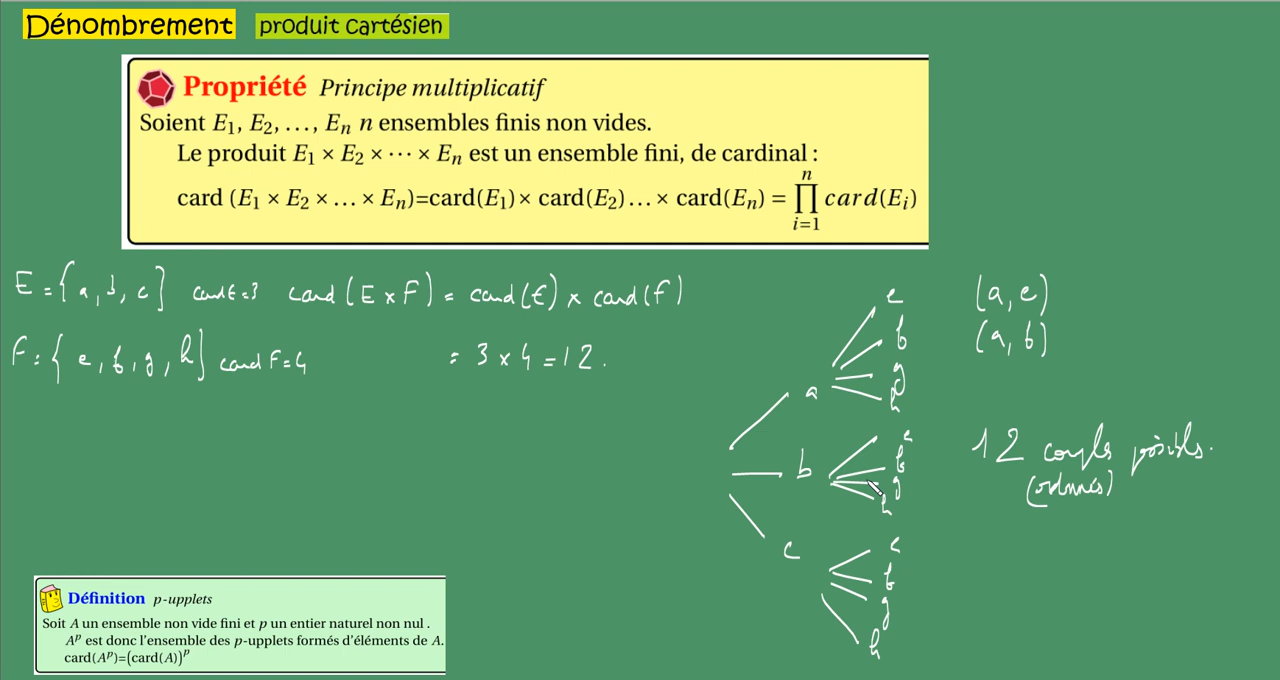 Dénombrement produit cartésien
Propriété Principe multiplicatif
Soient E₁, E₂, ..., Eₙ n ensembles finis non vides.
Le produit E₁ × E₂ × ··· × Eₙ est un ensemble fini, de cardinal :
card (E₁ × E₂ × ... × Eₙ)=card(E₁)× card(E₂)... × card(Eₙ) = ∏ⁿᵢ₌₁ card(Eᵢ)
E = {a, b, c} card E = 3 card (E × F) = card (E) × card (F)
F = { e, f, g, h} card F = 4 = 3 × 4 = 12.
(a, e)
(a, f)
a
e
f
g
h
b
e
f
g
h
c
e
f
g
h
12 couples possibles.
(ordonnés)
Définition p-upplets
Soit A un ensemble non vide fini et p un entier naturel non nul .
Aᵖ est donc l'ensemble des p-upplets formés d'éléments de A.
card(Aᵖ)=(card(A))ᵖ